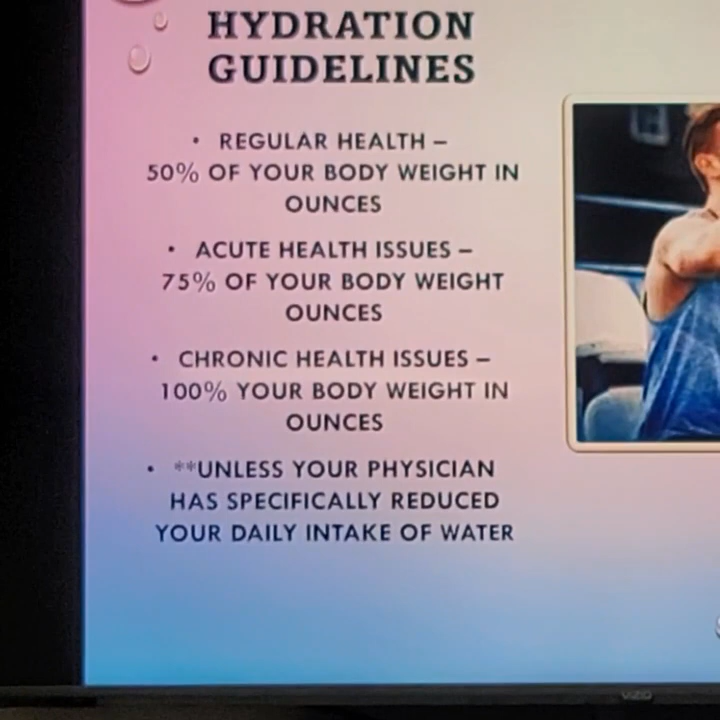 HYDRATION
GUIDELINES
• REGULAR HEALTH –
50% OF YOUR BODY WEIGHT IN
OUNCES
• ACUTE HEALTH ISSUES –
75% OF YOUR BODY WEIGHT
OUNCES
• CHRONIC HEALTH ISSUES –
100% YOUR BODY WEIGHT IN
OUNCES
• **UNLESS YOUR PHYSICIAN
HAS SPECIFICALLY REDUCED
YOUR DAILY INTAKE OF WATER
VIZIO